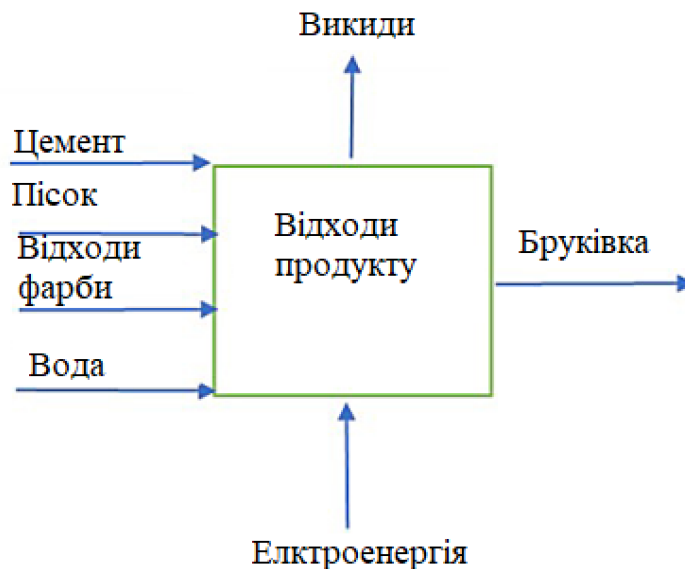 Викиди
Цемент
Пісок
Відходи
фарби
Вода
Відходи
продукту
Бруківка
Елктроенергія